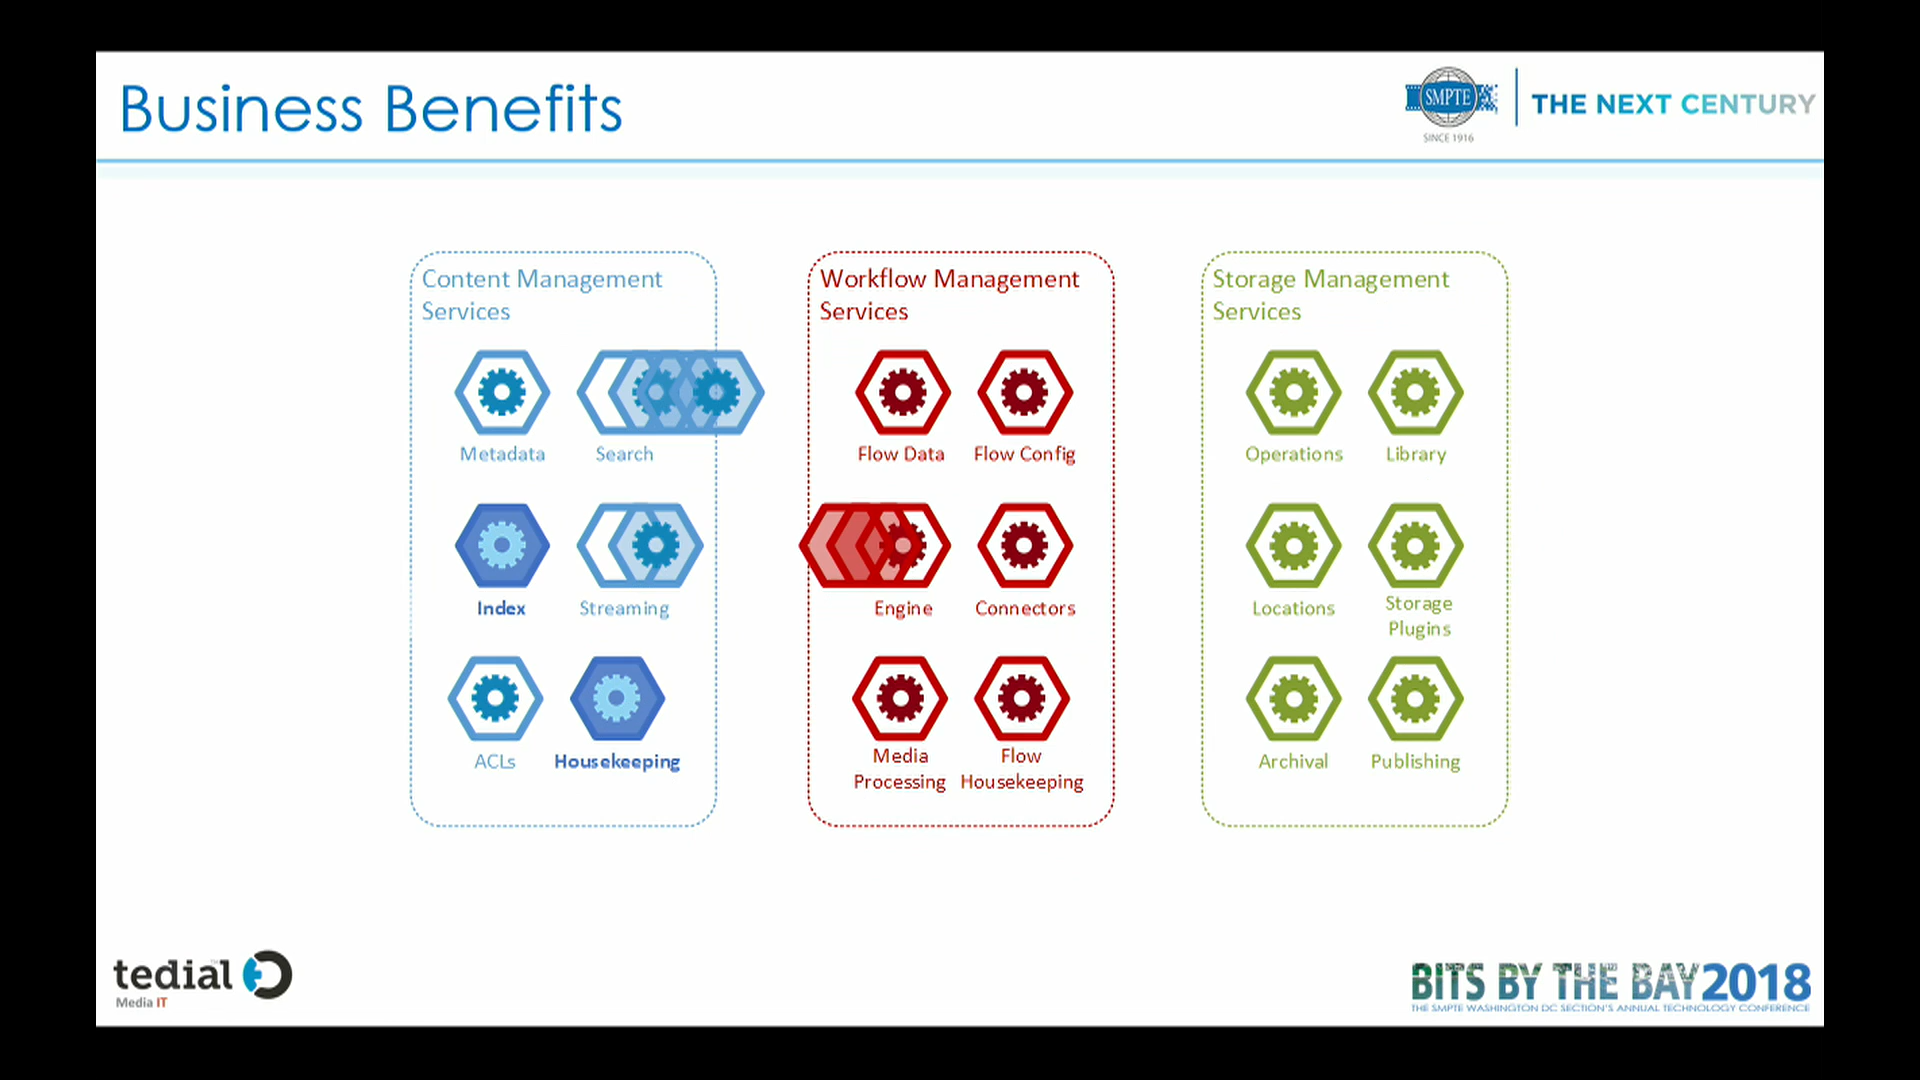 Business Benefits
SMPTE
SINCE 1916
THE NEXT CENTURY
Content Management
Services
Metadata
Search
Index
Streaming
ACLs
Housekeeping
Workflow Management
Services
Flow Data
Flow Config
Engine
Connectors
Media
Processing
Flow
Housekeeping
Storage Management
Services
Operations
Library
Locations
Storage
Plugins
Archival
Publishing
tedial
Media IT
BITS BY THE BAY 2018
THE SMPTE WASHINGTON DC SECTION'S ANNUAL TECHNOLOGY CONFERENCE